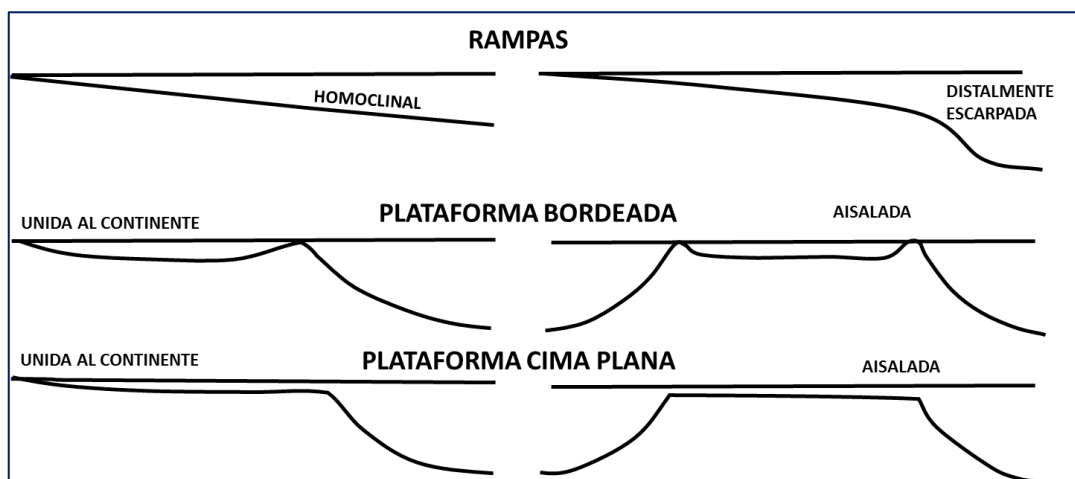 RAMPAS
HOMOCLINAL
DISTALMENTE
ESCARPADA
UNIDA AL CONTINENTE
PLATAFORMA BORDEADA
AISALADA
UNIDA AL CONTINENTE
PLATAFORMA CIMA PLANA
AISALADA